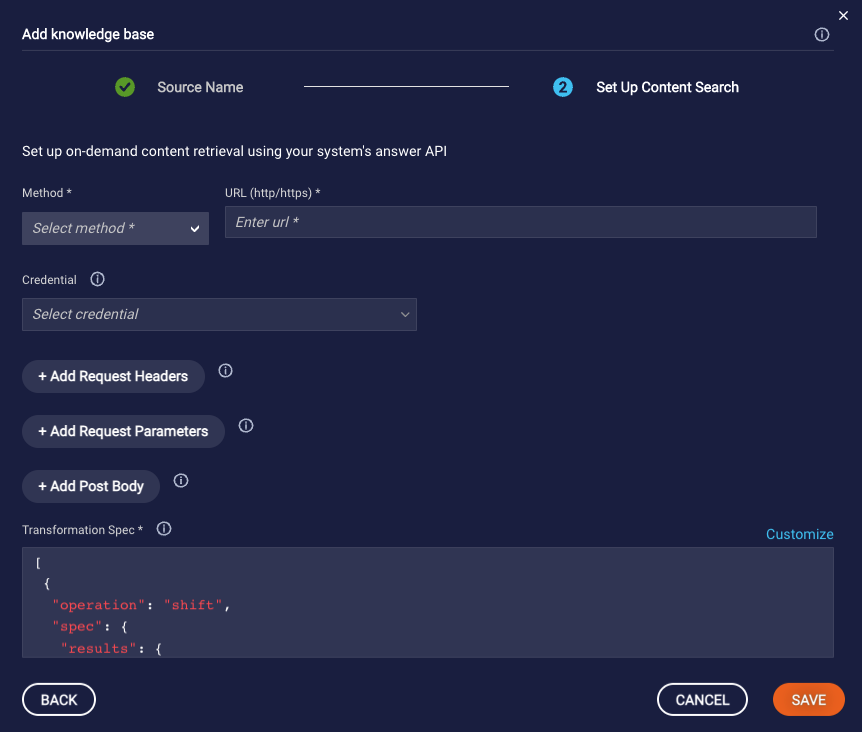 Add knowledge base
Source Name
2
Set Up Content Search
Set up on-demand content retrieval using your system's answer API
Method *
URL (http/https) *
Select method *
Enter url *
Credential
Select credential
+ Add Request Headers
+ Add Request Parameters
+ Add Post Body
Transformation Spec *
Customize
[
{
"operation": "shift",
"spec": {
"results": {
BACK
CANCEL
SAVE